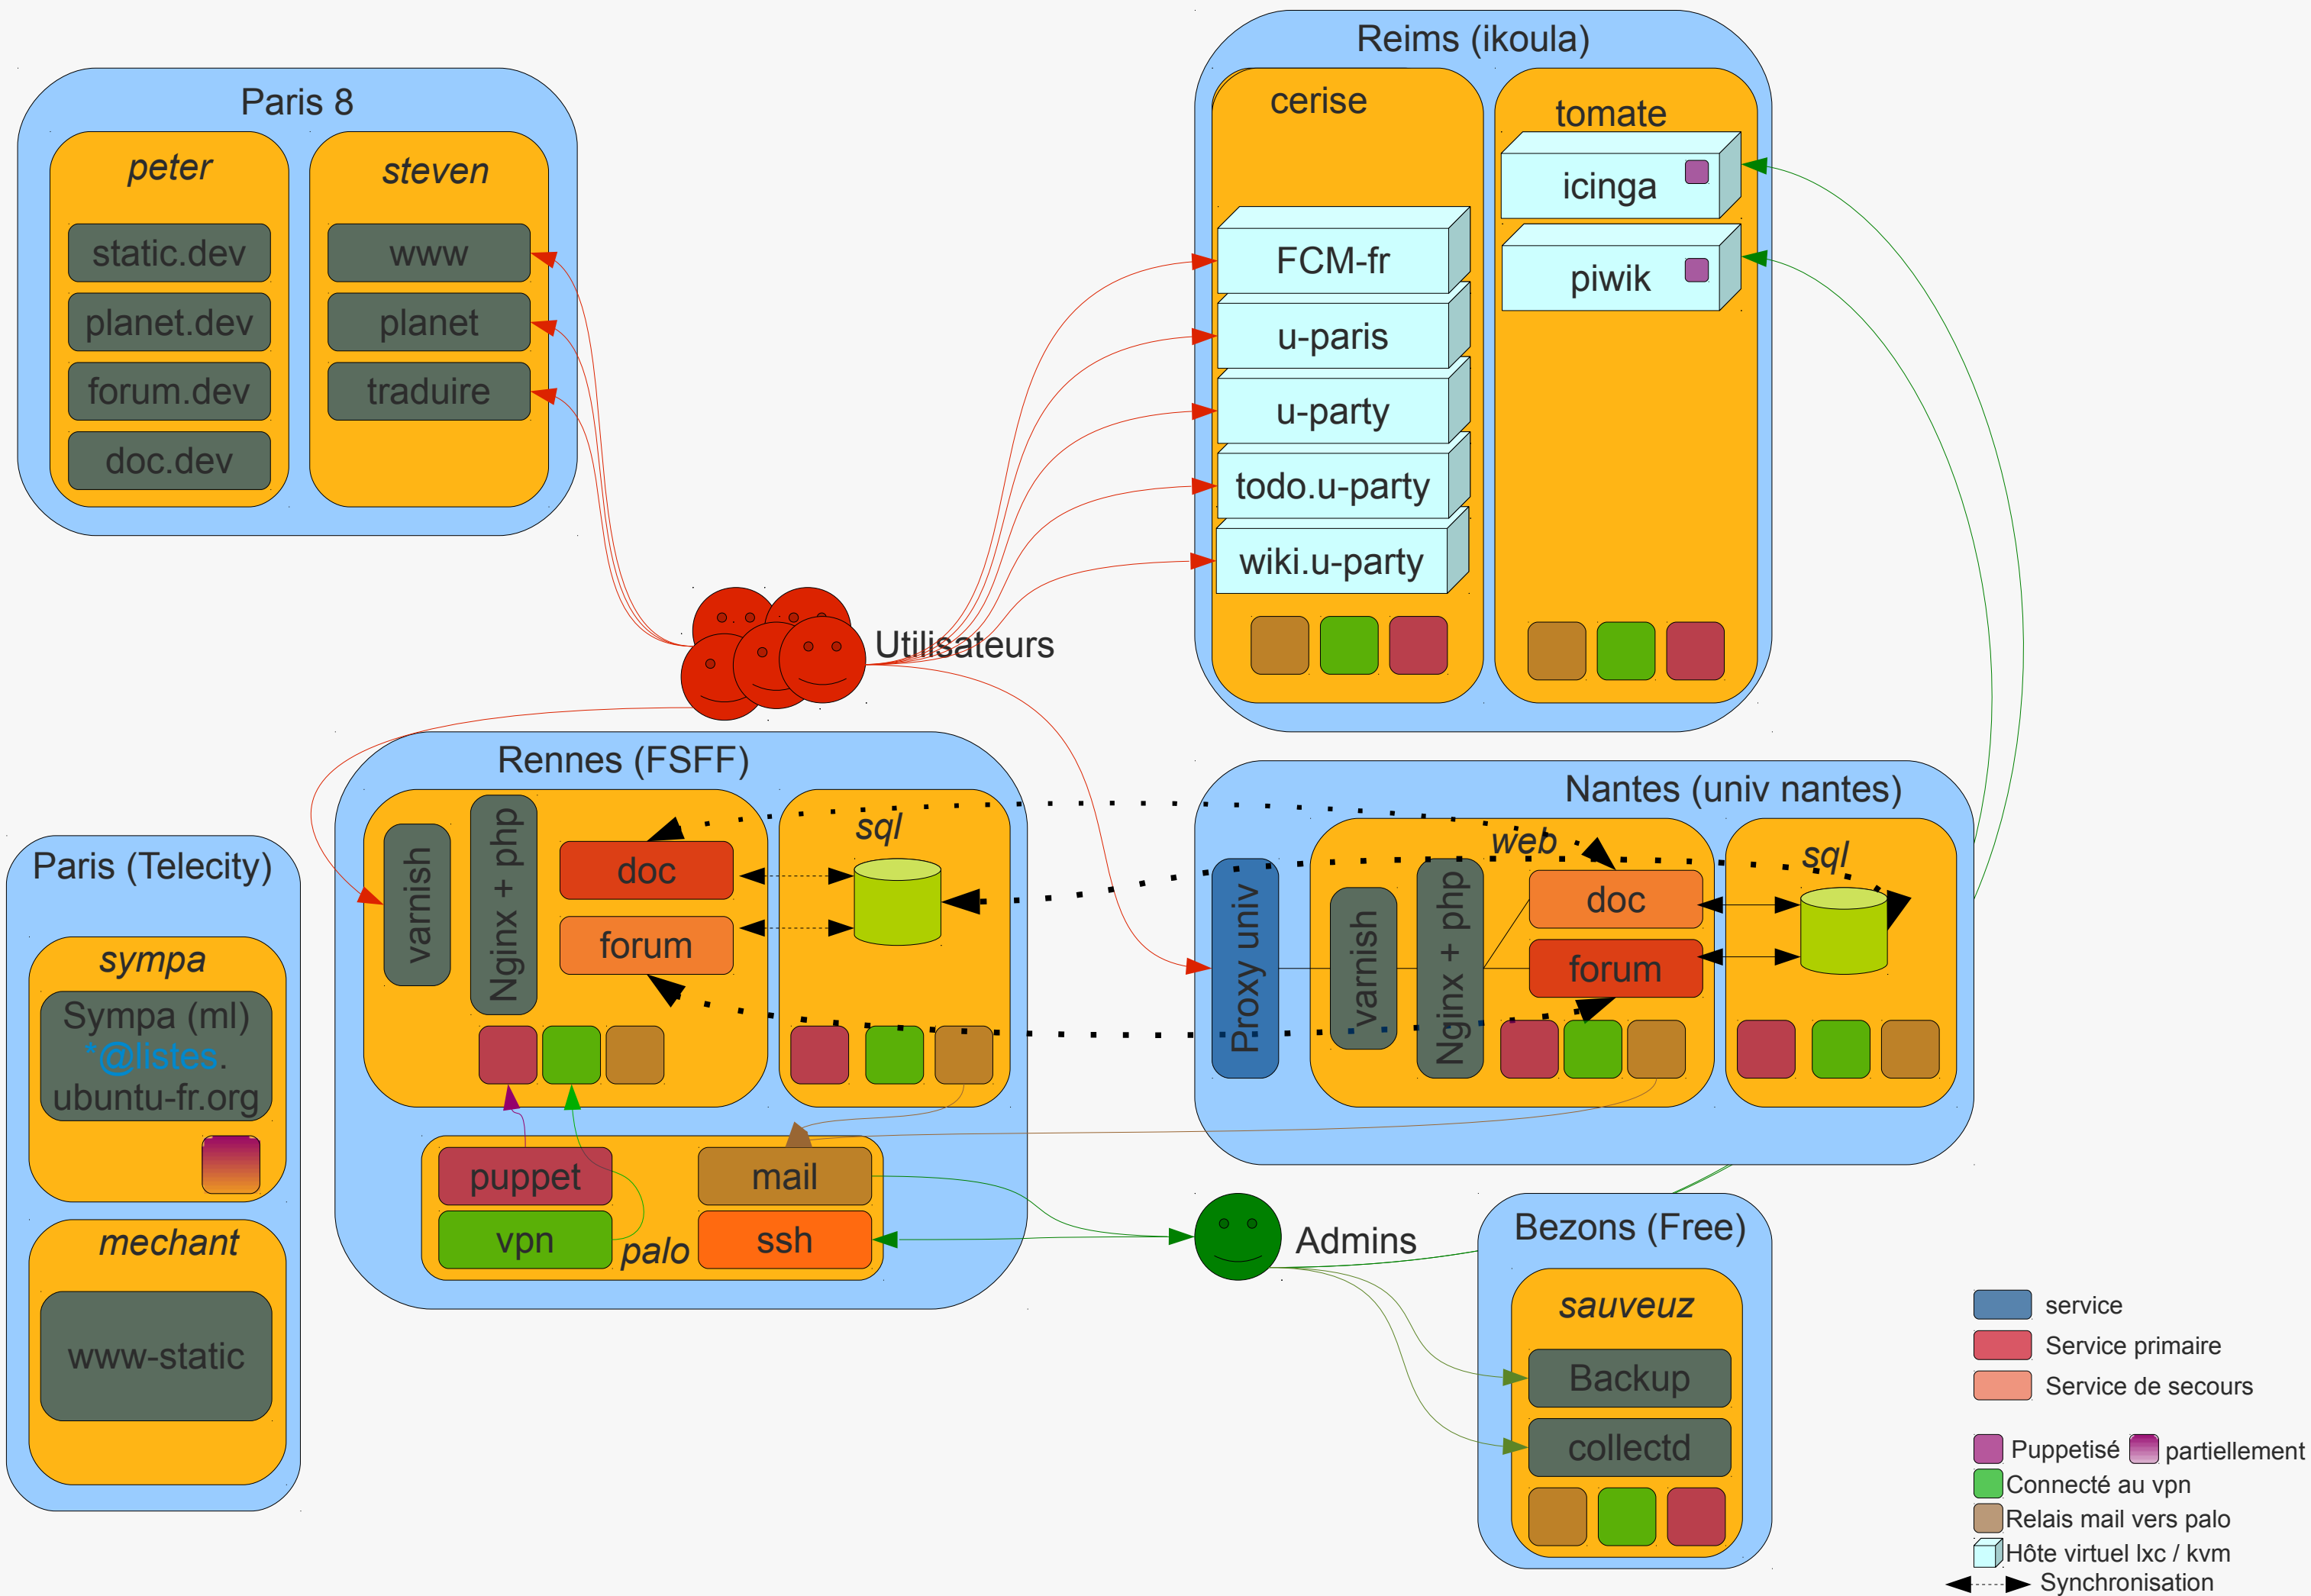 Paris 8
peter
static.dev
planet.dev
forum.dev
doc.dev
steven
www
planet
traduire
Reims (ikoula)
cerise
FCM-fr
u-paris
u-party
todo.u-party
wiki.u-party
tomate
icinga
piwik
Utilisateurs
Rennes (FSFF)
varnish
Nginx + php
doc
forum
sql
puppet
vpn
palo
mail
ssh
Nantes (univ nantes)
Proxy univ
web
varnish
Nginx + php
doc
forum
sql
Paris (Telecity)
sympa
Sympa (ml)
*@listes.
ubuntu-fr.org
mechant
www-static
Admins
Bezons (Free)
sauveuz
Backup
collectd
service
Service primaire
Service de secours
Puppetisé partiellement
Connecté au vpn
Relais mail vers palo
Hôte virtuel lxc / kvm
Synchronisation